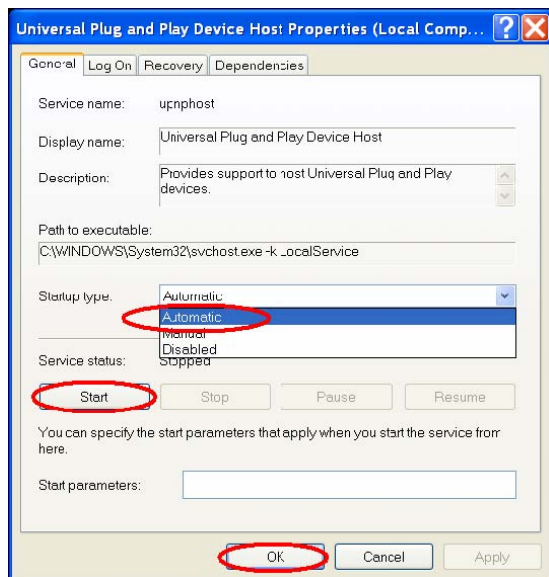 Universal Plug and Play Device Host Properties (Local Comp...
General Log On Recovery Dependencies
Service name: upnphost
Display name: Universal Plug and Play Device Host
Description: Provides support to host Universal Plug and Play
devices.
Path to executable:
C:\WINDOWS\System32\svchost.exe -k LocalService
Startup type: Automatic
Automatic
Manual
Disabled
Service status: Stopped
Start Stop Pause Resume
You can specify the start parameters that apply when you start the service from
here.
Start parameters:
OK Cancel Apply